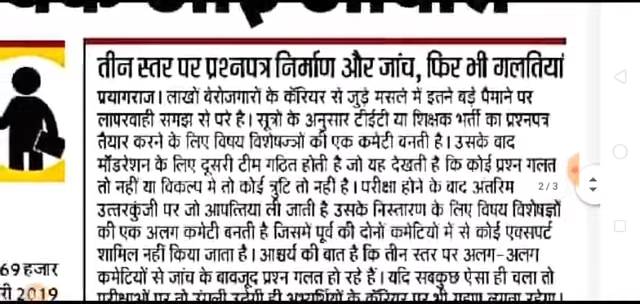 तीन स्तर पर प्रश्नपत्र निर्माण और जांच, फिर भी गलतियां
प्रयागराज। लाखों बेरोजगारों के कॅरियर से जुड़े मसले में इतने बड़े पैमाने पर
लापरवाही समझ से परे है। सूत्रो के अनुसार टीईटी या शिक्षक भर्ती का प्रश्नपत्र
तैयार करने के लिए विषय विशेषज्ञों की एक कमेटी बनती है। उसके वाद
मॉडरेशन के लिए दूसरी टीम गठित होती है जो यह देखती है कि कोई प्रश्न गलत
तो नहीं या विकल्प मे तो कोई त्रुटि तो नही है। परीक्षा होने के बाद अंतरिम
2/3
उत्तरकुंजी पर जो आपत्तिया ली जाती है उसके निस्तारण के लिए विषय विशेषज्ञों
की एक अलग कमेटी बनती है जिसमें पूर्व की दोनों कमेटियों में से कोई एक्सपर्ट
शामिल नहीं किया जाता है। आश्चर्य की बात है कि तीन स्तर पर अलग-अलग
कमेटियों से जांच के बावजूद प्रश्न गलत हो रहे हैं। यदि सबकुछ ऐसा ही चला तो
69 हजार
री 2019